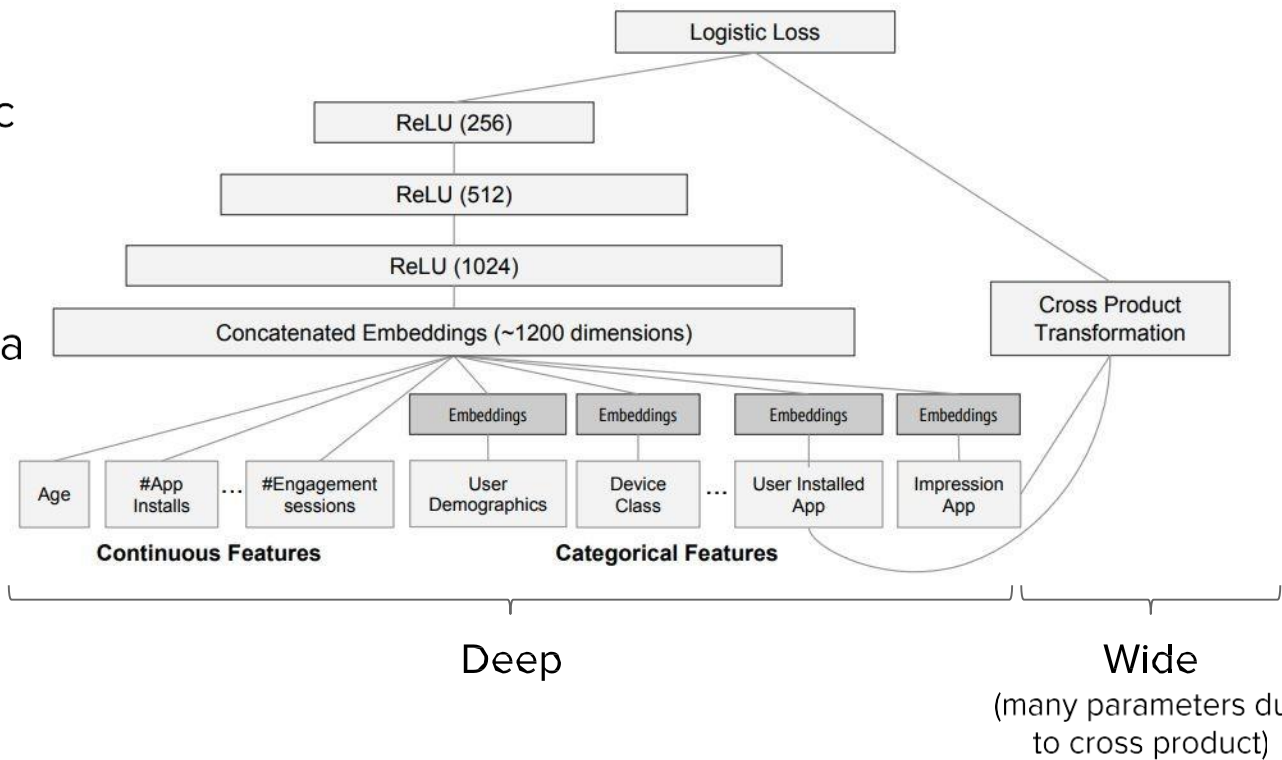 Logistic Loss
c
ReLU (256)
ReLU (512)
ReLU (1024)
Cross Product
Transformation
a
Concatenated Embeddings (~1200 dimensions)
Embeddings
Embeddings
Embeddings
Embeddings
Age
#App
Installs
...
#Engagement
sessions
User
Demographics
Device
Class
...
User Installed
App
Impression
App
Continuous Features
Categorical Features
Deep
Wide
(many parameters du
to cross product)